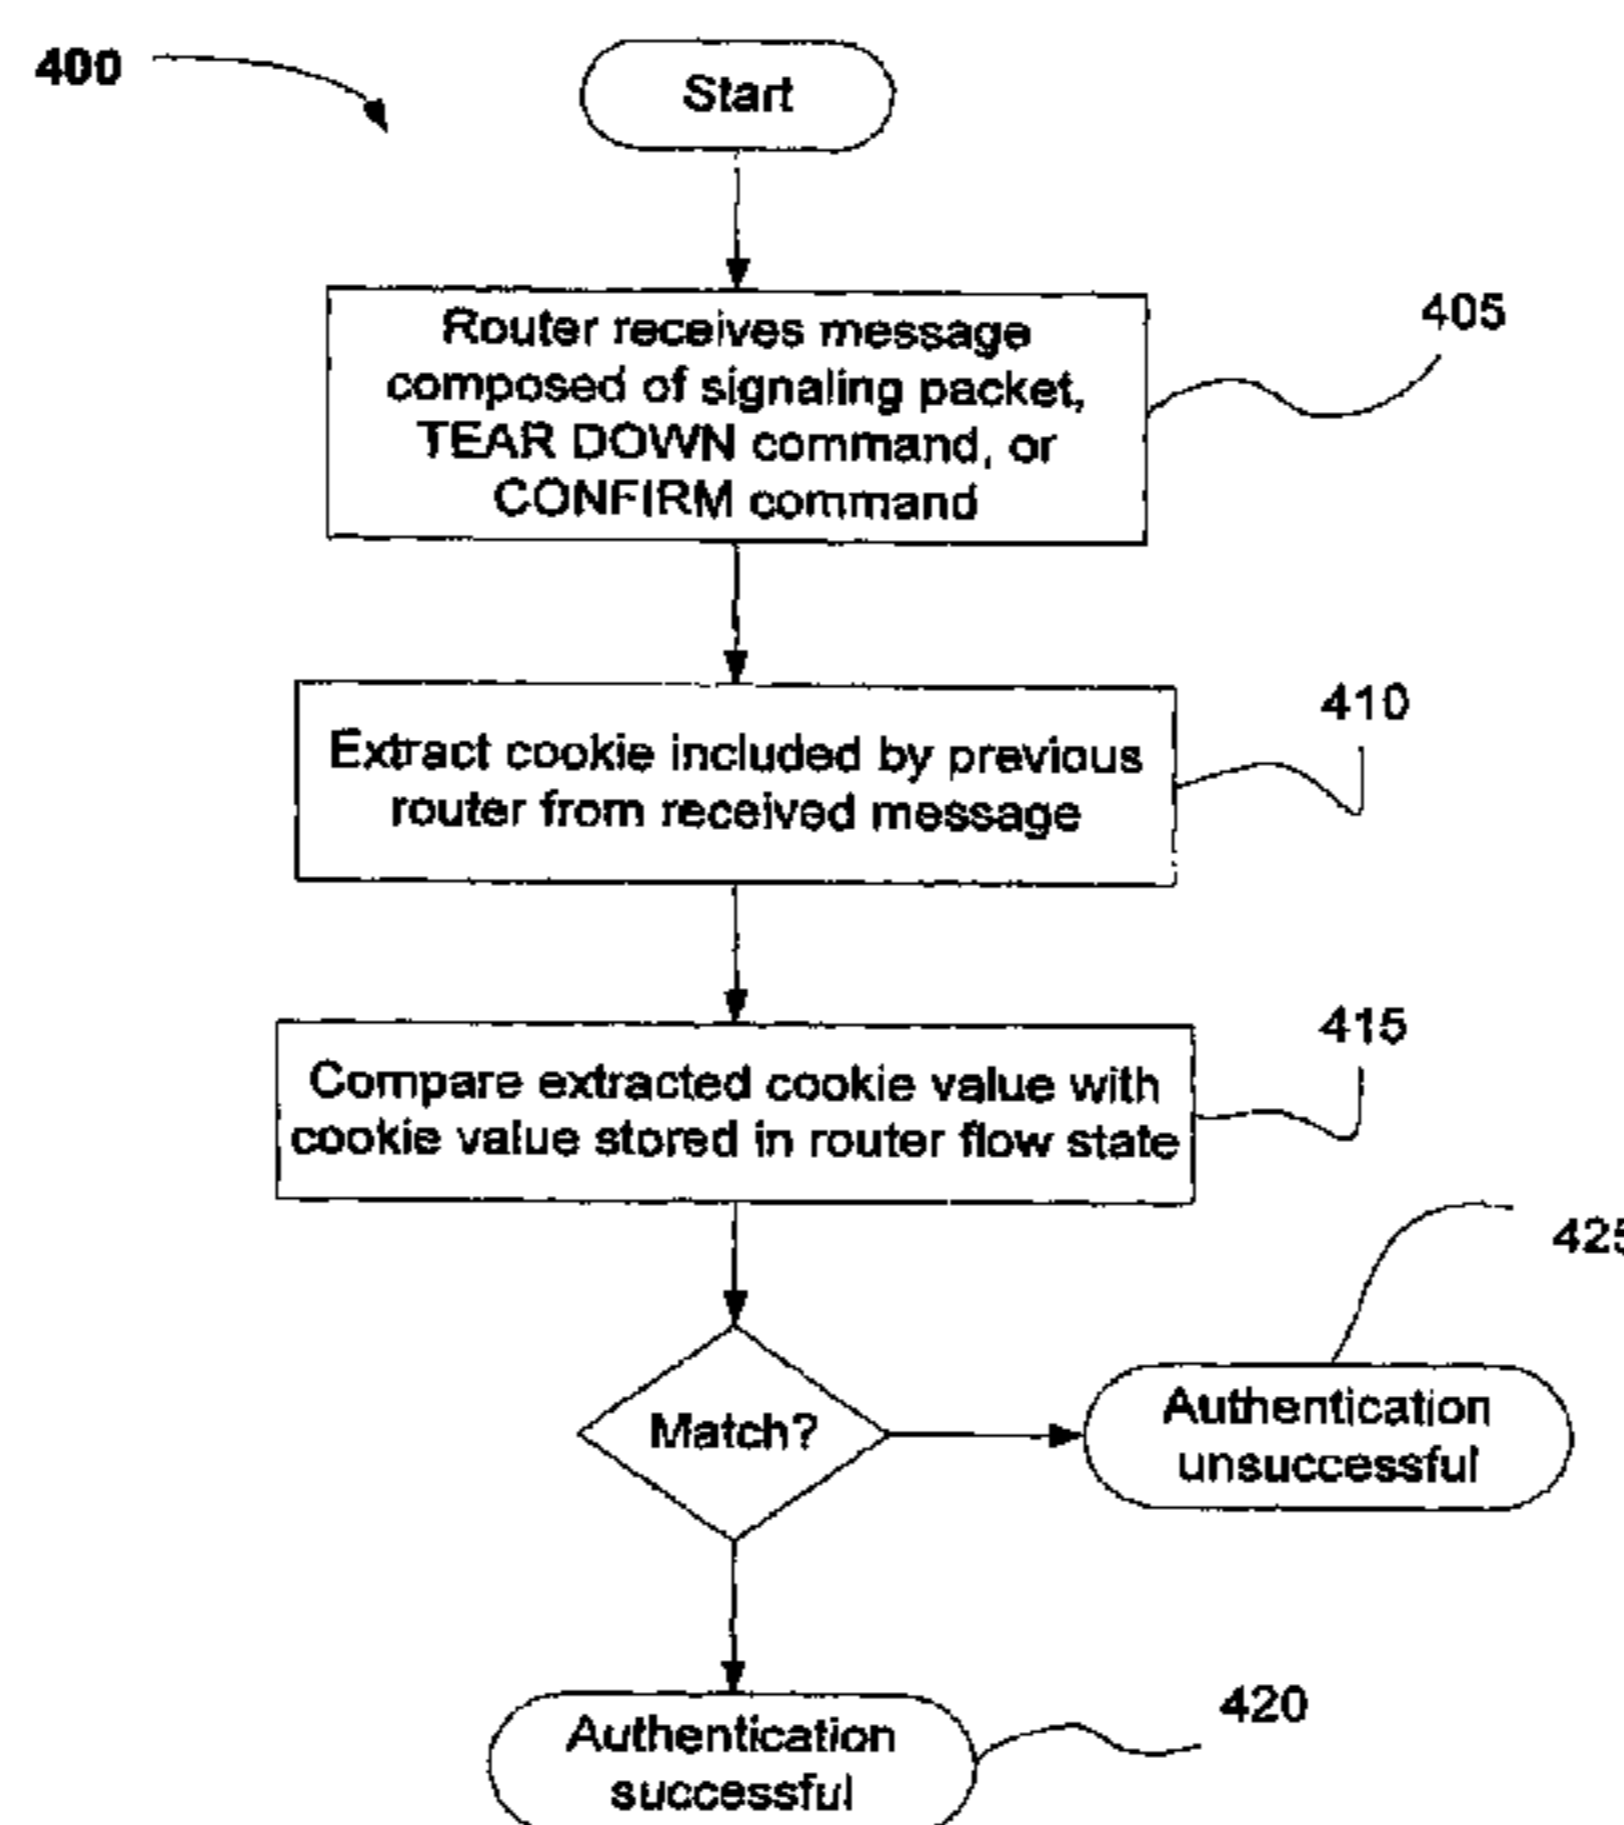 400
Start
Router receives message
composed of signaling packet,
TEAR DOWN command, or
CONFIRM command
405
Extract cookie included by previous
router from received message
410
Compare extracted cookie value with
cookie value stored in router flow state
415
Match?
425
Authentication
unsuccessful
Authentication
successful
420